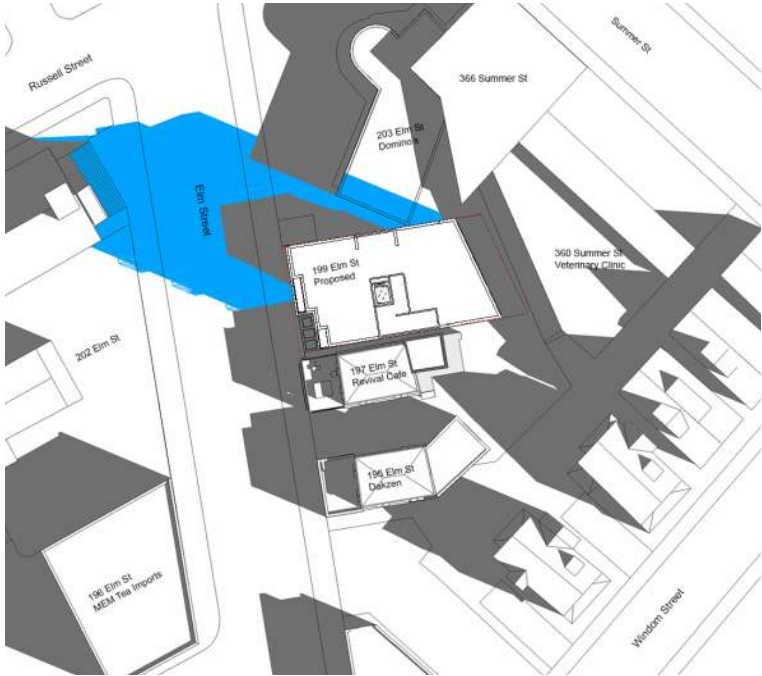 Summer St
Russell Street
366 Summer St
203 Elm St
Dominois
Elm Street
199 Elm St
Proposed
360 Summer St
Veterinary Clinic
202 Elm St
197 Elm St
Revival Cafe
195 Elm St
Dakzen
196 Elm St
MEM Tea Imports
Windom Street